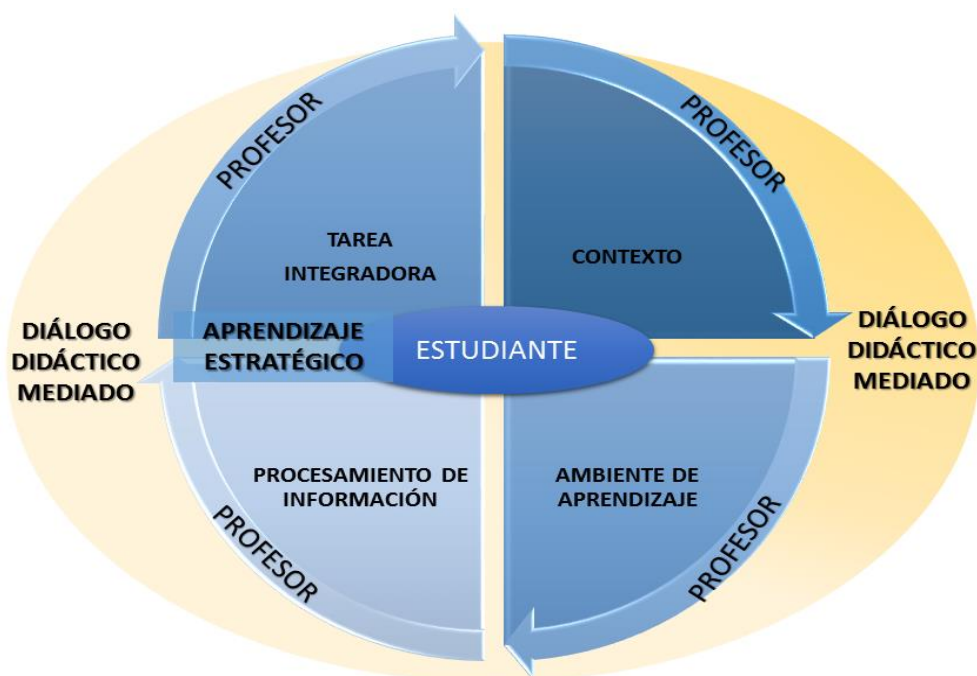 PROFESOR
PROFESOR
TAREA
INTEGRADORA
CONTEXTO
DIÁLOGO
DIDÁCTICO
MEDIADO
APRENDIZAJE
ESTRATÉGICO
ESTUDIANTE
DIÁLOGO
DIDÁCTICO
MEDIADO
PROCESAMIENTO DE
INFORMACIÓN
AMBIENTE DE
APRENDIZAJE
PROFESOR
PROFESOR